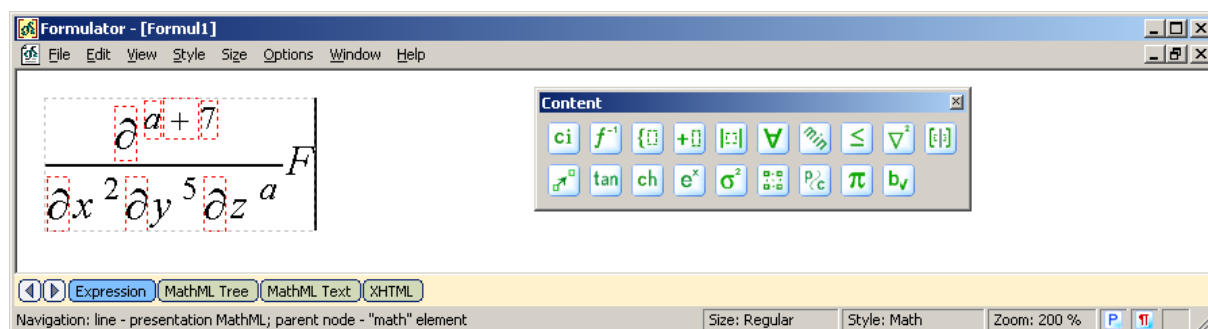 Formulator - [Formul1]
File Edit View Style Size Options Window Help
∂^{a + 7}
∂x^2 ∂y^5 ∂z^a
F
Content
ci f⁻¹ {▯ +▯ |▯| ∀ ≤ ∇² [▯|▯]
tan ch eˣ σ² P/c π b√
Expression MathML Tree MathML Text XHTML
Navigation: line - presentation MathML; parent node - "math" element Size: Regular Style: Math Zoom: 200 % P ¶